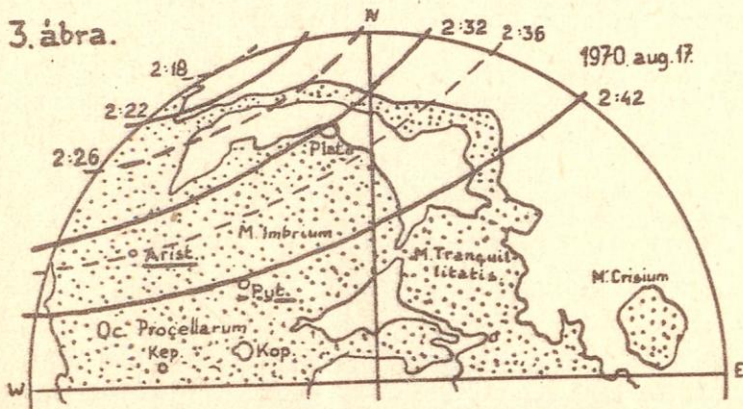 3. ábra.
N
2:32
2:36
1970. aug. 17.
2:18
2:42
2:22
2:26
Plato
M. Imbrium
Arist.
M. Tranquil-
litatis.
M. Crisium
Pyt.
Oc. Procellarum
Kep.
Kop.
W
E